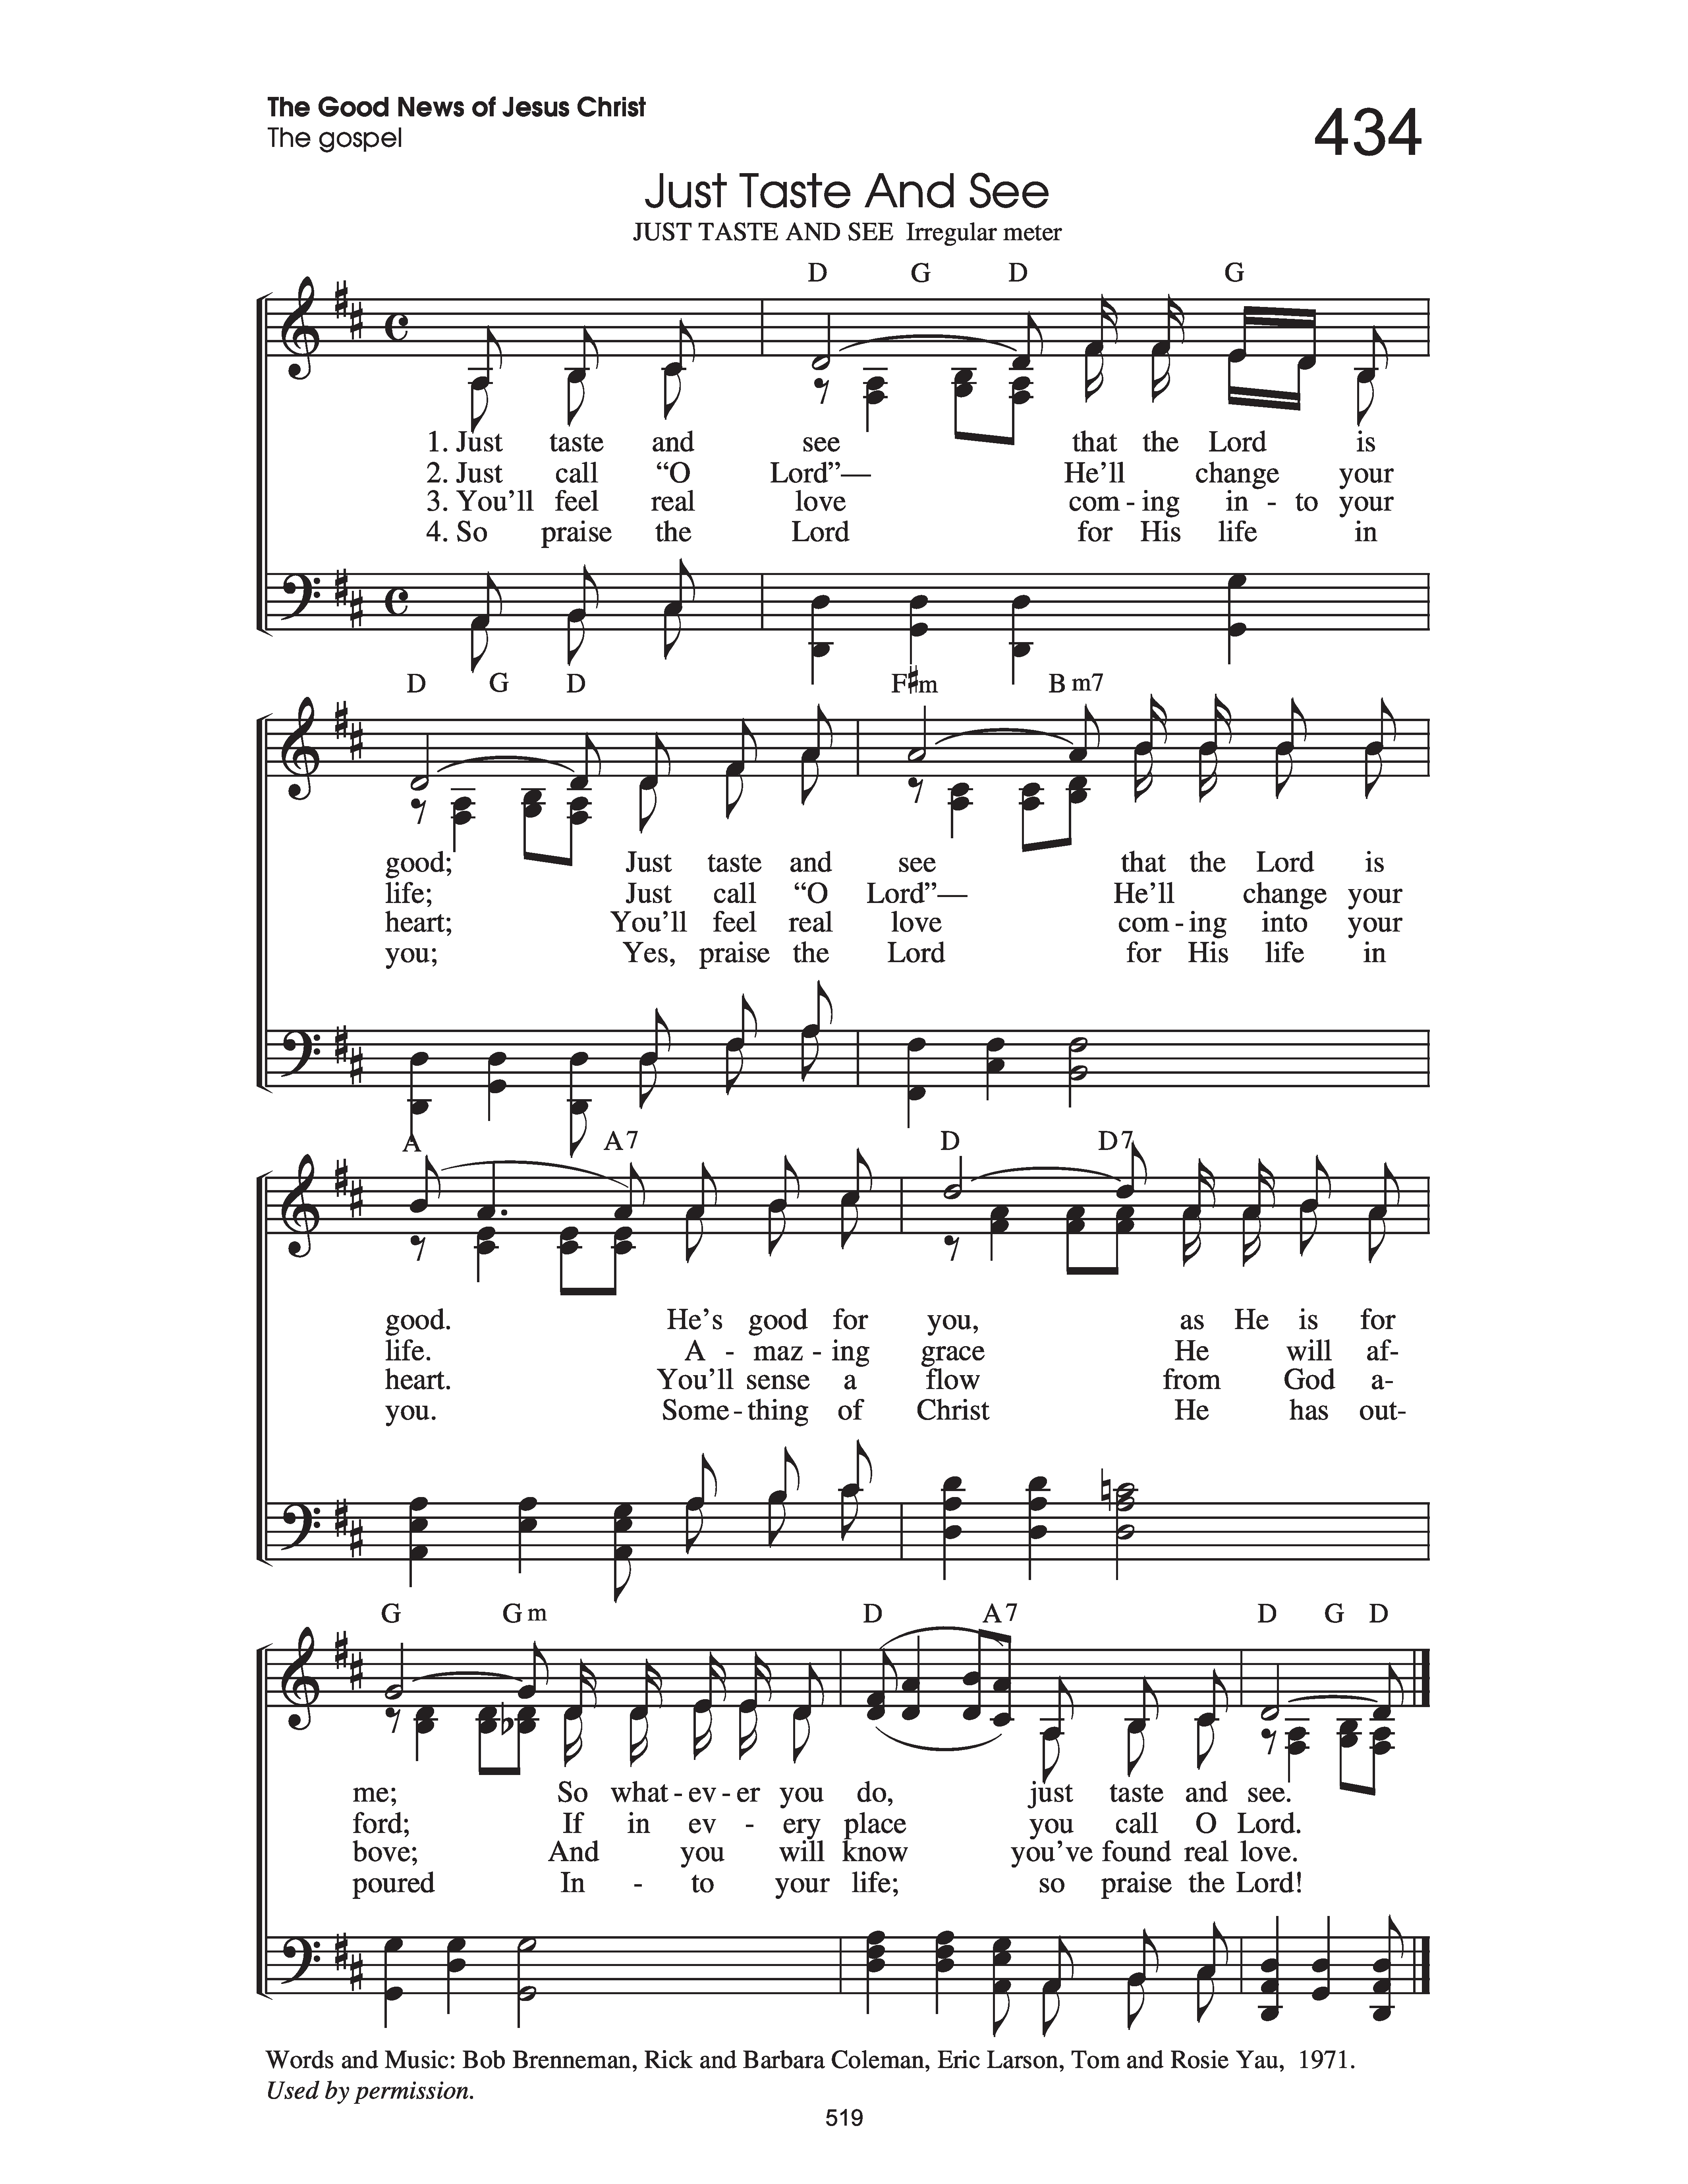 The Good News of Jesus Christ
The gospel
434
Just Taste And See
JUST TASTE AND SEE Irregular meter
D G D G
1. Just taste and see that the Lord is
2. Just call “O Lord”— He’ll change your
3. You’ll feel real love com - ing in - to your
4. So praise the Lord for His life in
D G D F#m B m7
good; Just taste and see that the Lord is
life; Just call “O Lord”— He’ll change your
heart; You’ll feel real love com - ing into your
you; Yes, praise the Lord for His life in
A A 7 D D 7
good. He’s good for you, as He is for
life. A - maz - ing grace He will af-
heart. You’ll sense a flow from God a-
you. Some - thing of Christ He has out-
G G m D A 7 D G D
me; So what - ev - er you do, just taste and see.
ford; If in ev - ery place you call O Lord.
bove; And you will know you’ve found real love.
poured In - to your life; so praise the Lord!
Words and Music: Bob Brenneman, Rick and Barbara Coleman, Eric Larson, Tom and Rosie Yau, 1971.
Used by permission.
519